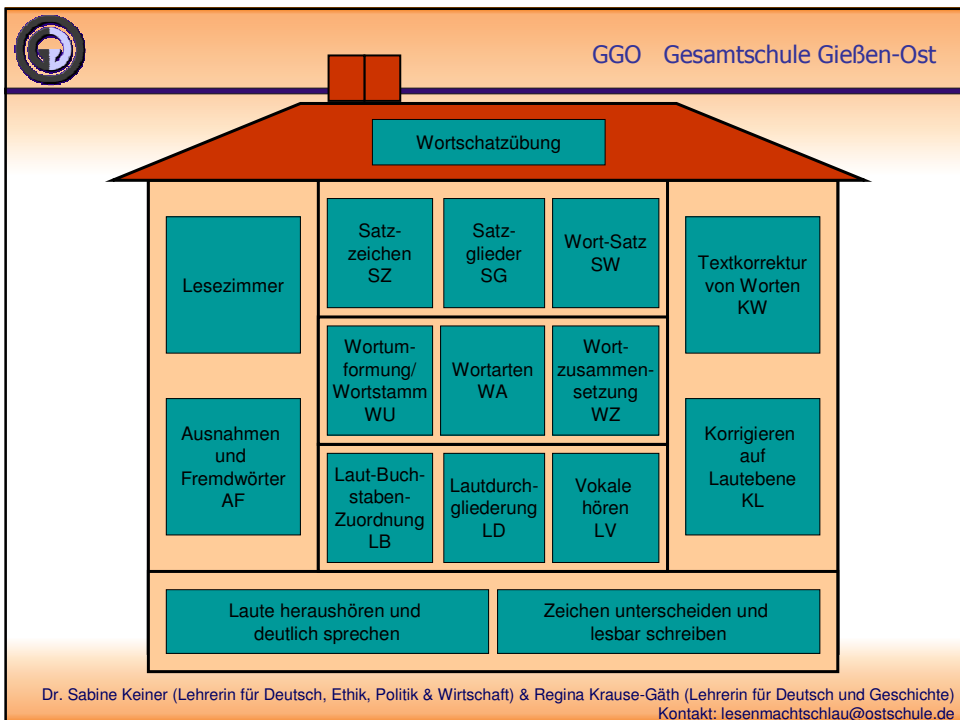 GGO Gesamtschule Gießen-Ost
Wortschatzübung
Lesezimmer
Ausnahmen
und
Fremdwörter
AF
Satz-
zeichen
SZ
Satz-
glieder
SG
Wort-Satz
SW
Wortum-
formung/
Wortstamm
WU
Wortarten
WA
Wort-
zusammen-
setzung
WZ
Laut-Buch-
staben-
Zuordnung
LB
Lautdurch-
gliederung
LD
Vokale
hören
LV
Textkorrektur
von Worten
KW
Korrigieren
auf
Lautebene
KL
Laute heraushören und
deutlich sprechen
Zeichen unterscheiden und
lesbar schreiben
Dr. Sabine Keiner (Lehrerin für Deutsch, Ethik, Politik & Wirtschaft) & Regina Krause-Gäth (Lehrerin für Deutsch und Geschichte)
Kontakt: lesenmachtschlau@ostschule.de